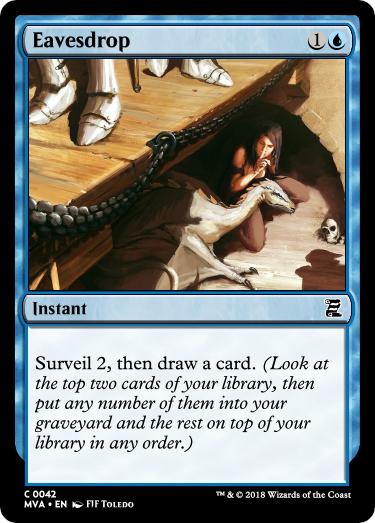 Eavesdrop 1
Instant
Surveil 2, then draw a card. (Look at
the top two cards of your library, then
put any number of them into your
graveyard and the rest on top of your
library in any order.)
C 0042
MVA • EN FIF TOLEDO
™ & © 2018 Wizards of the Coast